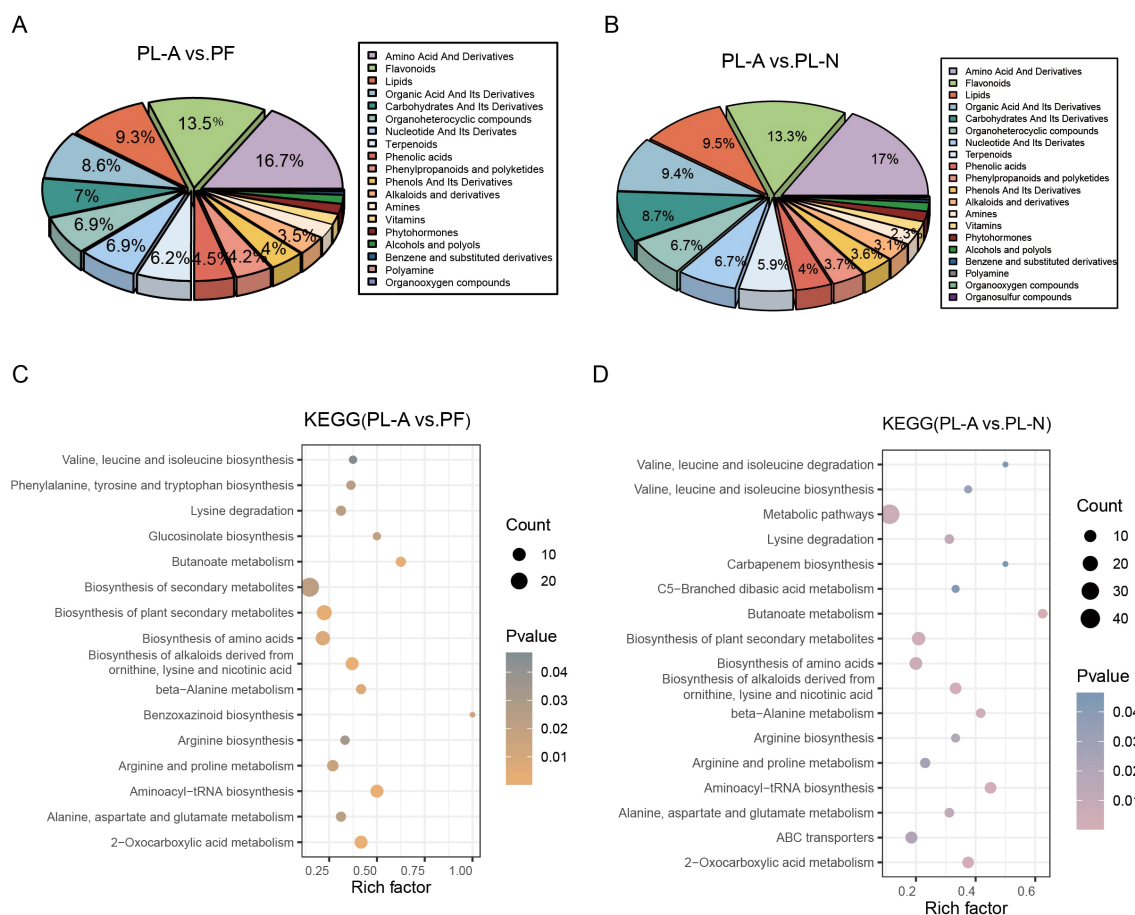 A
PL-A vs.PF
Amino Acid And Derivatives
Flavonoids
Lipids
Organic Acid And Its Derivatives
Carbohydrates And Its Derivatives
Organoheterocyclic compounds
Nucleotide And Its Derivates
Terpenoids
Phenolic acids
Phenylpropanoids and polyketides
Phenols And Its Derivatives
Alkaloids and derivatives
Amines
Vitamins
Phytohormones
Alcohols and polyols
Benzene and substituted derivatives
Polyamine
Organooxygen compounds
13.5%
9.3%
16.7%
8.6%
7%
6.9%
6.9%
6.2%
4.5%
4.2%
4%
3.5%
B
PL-A vs.PL-N
Amino Acid And Derivatives
Flavonoids
Lipids
Organic Acid And Its Derivatives
Carbohydrates And Its Derivatives
Organoheterocyclic compounds
Nucleotide And Its Derivates
Terpenoids
Phenolic acids
Phenylpropanoids and polyketides
Phenols And Its Derivatives
Alkaloids and derivatives
Amines
Vitamins
Phytohormones
Alcohols and polyols
Benzene and substituted derivatives
Polyamine
Organooxygen compounds
Organosulfur compounds
13.3%
9.5%
17%
9.4%
8.7%
6.7%
6.7%
5.9%
4%
3.7%
3.6%
3.1%
2.3%
C
KEGG(PL-A vs.PF)
Valine, leucine and isoleucine biosynthesis
Phenylalanine, tyrosine and tryptophan biosynthesis
Lysine degradation
Glucosinolate biosynthesis
Butanoate metabolism
Biosynthesis of secondary metabolites
Biosynthesis of plant secondary metabolites
Biosynthesis of amino acids
Biosynthesis of alkaloids derived from
ornithine, lysine and nicotinic acid
beta−Alanine metabolism
Benzoxazinoid biosynthesis
Arginine biosynthesis
Arginine and proline metabolism
Aminoacyl−tRNA biosynthesis
Alanine, aspartate and glutamate metabolism
2−Oxocarboxylic acid metabolism
0.25 0.50 0.75 1.00
Rich factor
Count
10
20
Pvalue
0.04
0.03
0.02
0.01
D
KEGG(PL-A vs.PL-N)
Valine, leucine and isoleucine degradation
Valine, leucine and isoleucine biosynthesis
Metabolic pathways
Lysine degradation
Carbapenem biosynthesis
C5−Branched dibasic acid metabolism
Butanoate metabolism
Biosynthesis of plant secondary metabolites
Biosynthesis of amino acids
Biosynthesis of alkaloids derived from
ornithine, lysine and nicotinic acid
beta−Alanine metabolism
Arginine biosynthesis
Arginine and proline metabolism
Aminoacyl−tRNA biosynthesis
Alanine, aspartate and glutamate metabolism
ABC transporters
2−Oxocarboxylic acid metabolism
0.2 0.4 0.6
Rich factor
Count
10
20
30
40
Pvalue
0.04
0.03
0.02
0.01